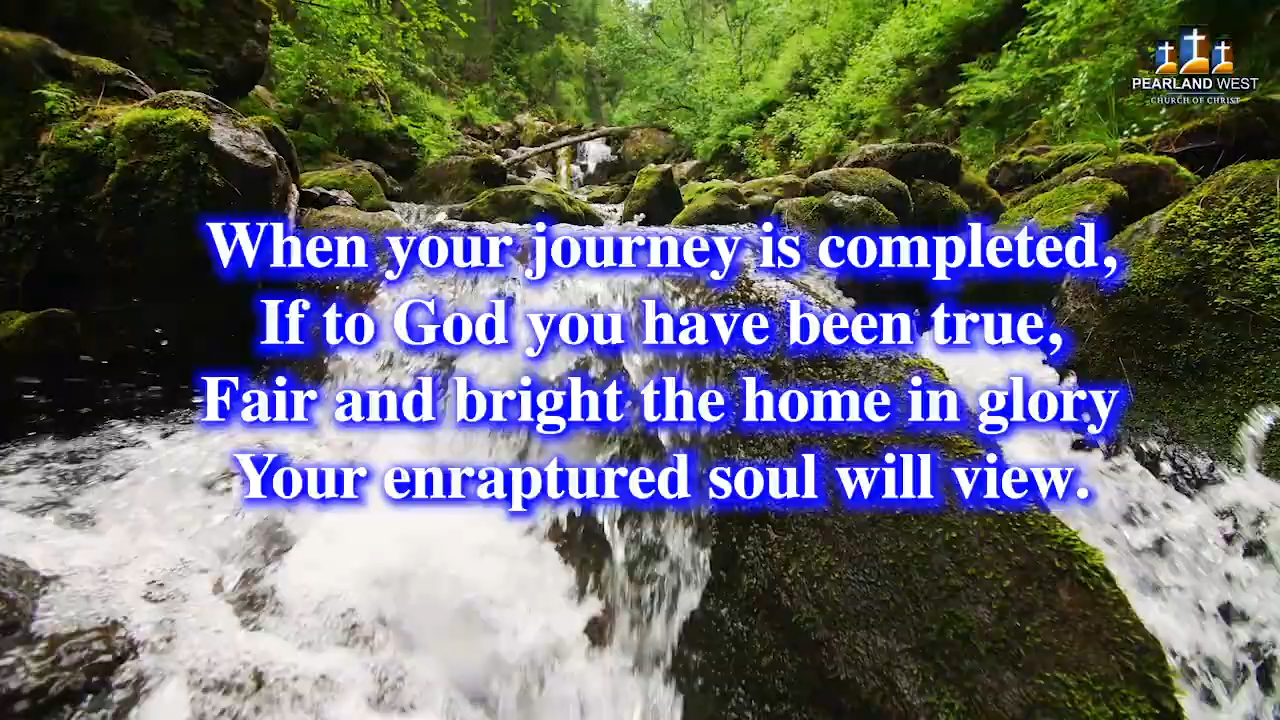 PEARLAND WEST
CHURCH OF CHRIST
When your journey is completed,
If to God you have been true,
Fair and bright the home in glory
Your enraptured soul will view.